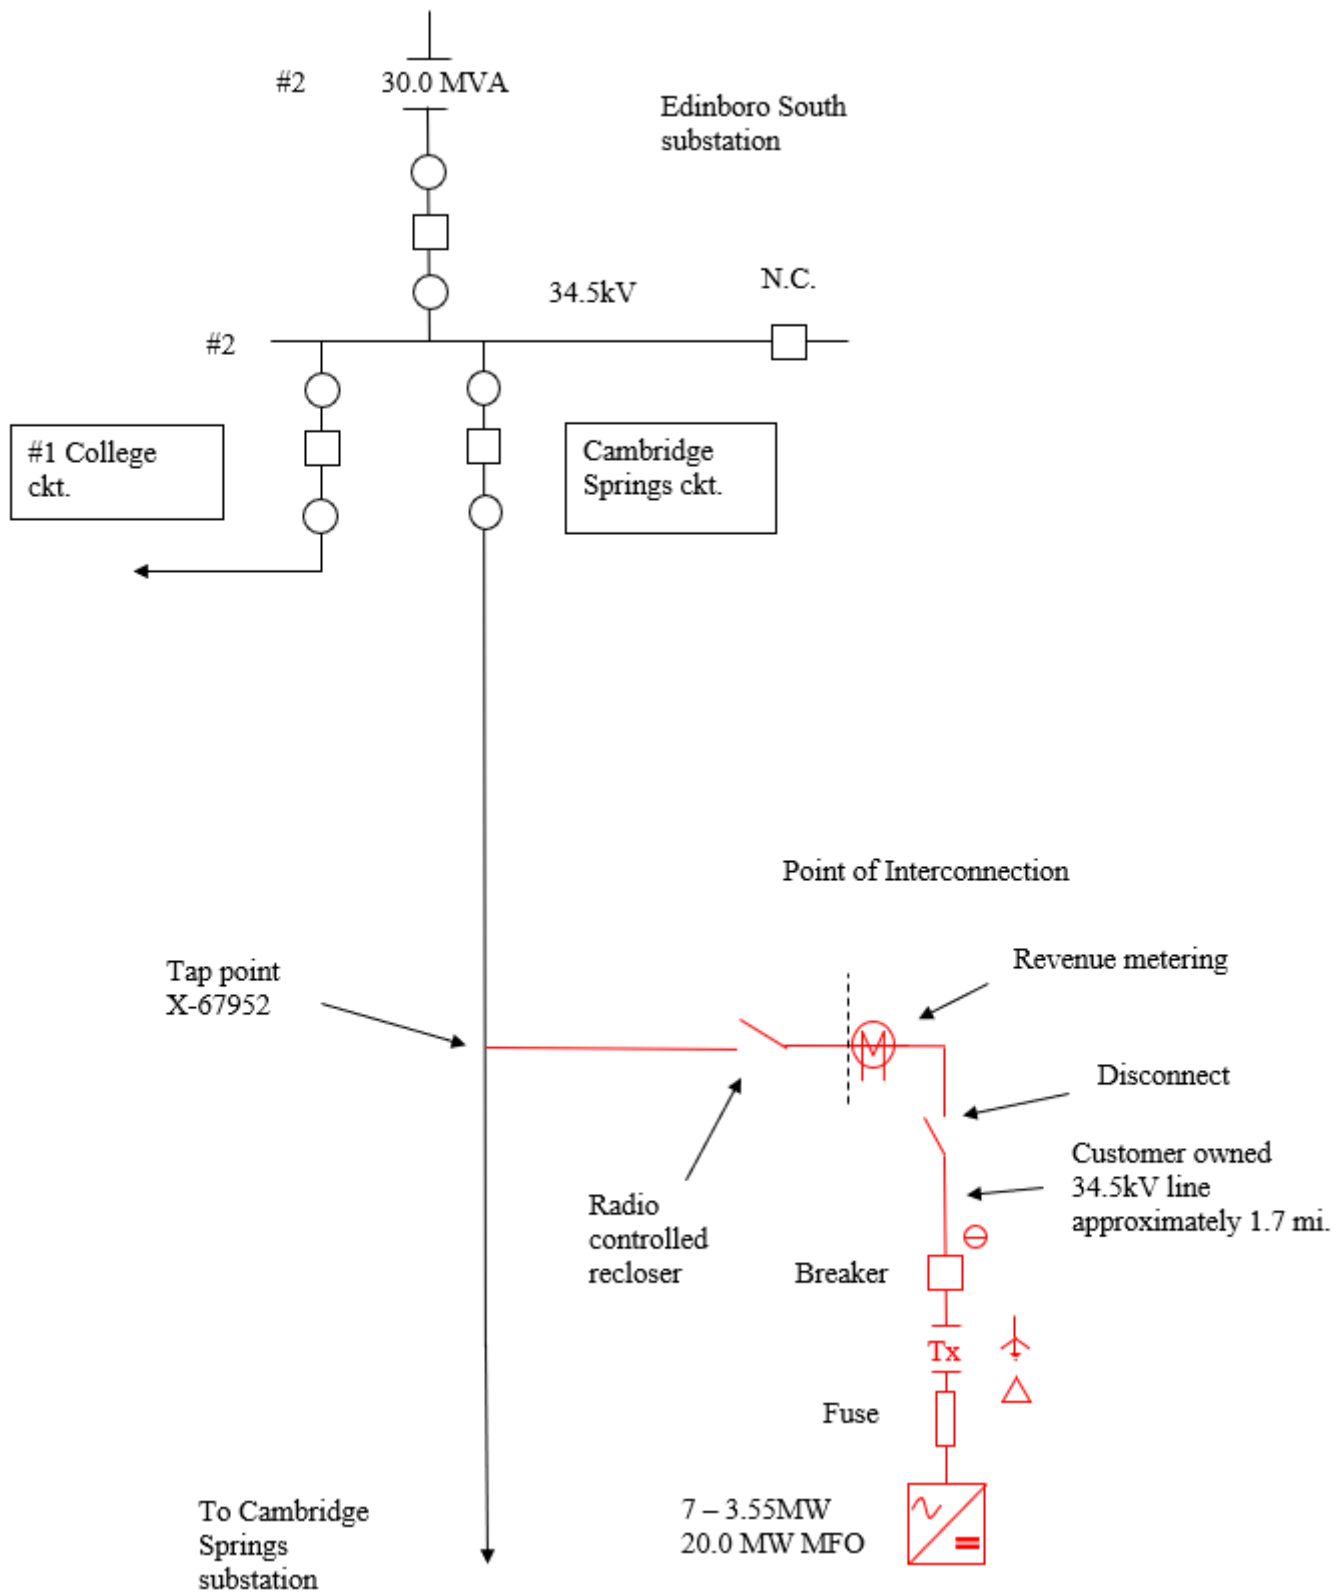 #2
30.0 MVA
Edinboro South
substation
34.5kV
N.C.
#2
#1 College
ckt.
Cambridge
Springs ckt.
Point of Interconnection
Revenue metering
Tap point
X-67952
M
Disconnect
Customer owned
34.5kV line
approximately 1.7 mi.
Radio
controlled
recloser
Breaker
Tx
Fuse
7 – 3.55MW
20.0 MW MFO
To Cambridge
Springs
substation